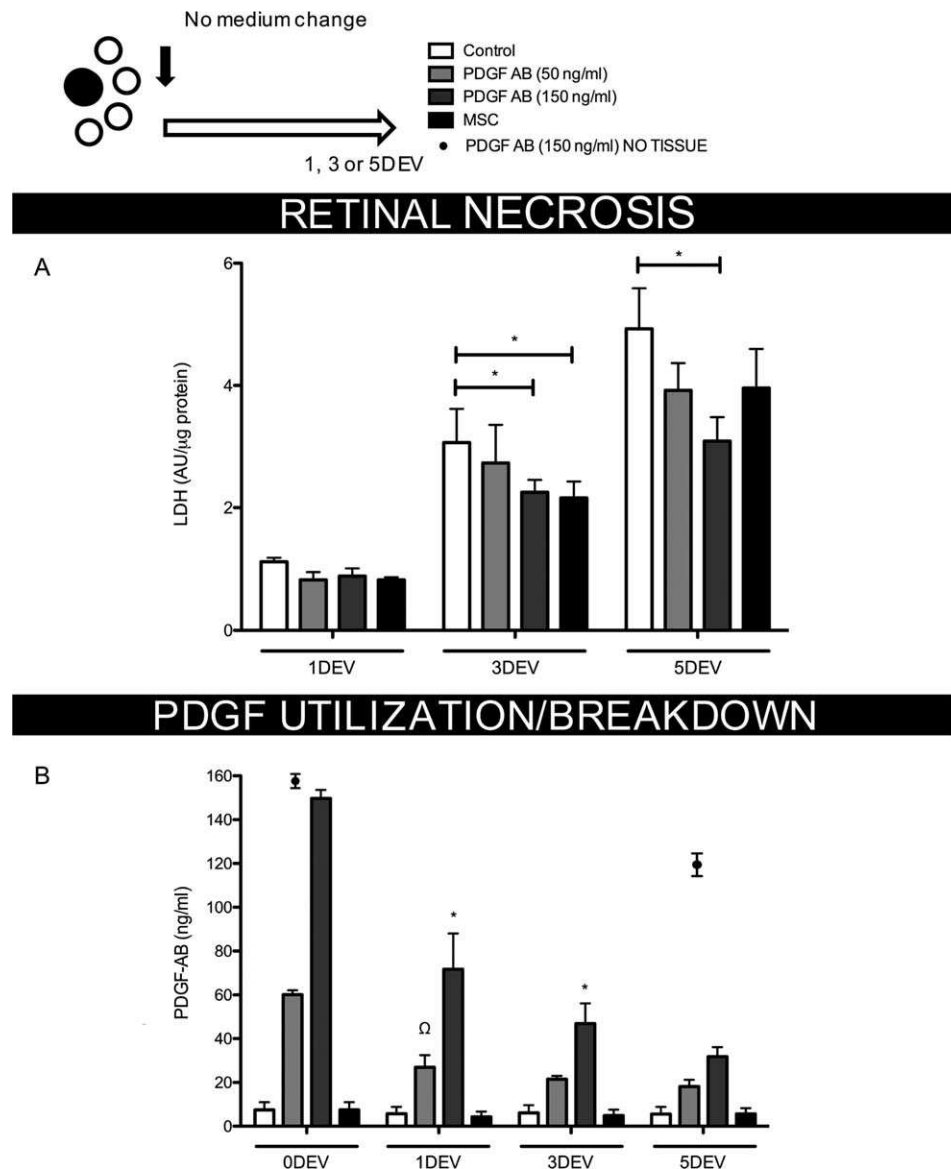 No medium change
1, 3 or 5DEV
Control
PDGF AB (50 ng/ml)
PDGF AB (150 ng/ml)
MSC
PDGF AB (150 ng/ml) NO TISSUE
RETINAL NECROSIS
A
LDH (AU/µg protein)
6
4
2
0
*
*
*
1DEV 3DEV 5DEV
PDGF UTILIZATION/BREAKDOWN
B
PDGF-AB (ng/ml)
160
140
120
100
80
60
40
20
0
Ω * *
0DEV 1DEV 3DEV 5DEV